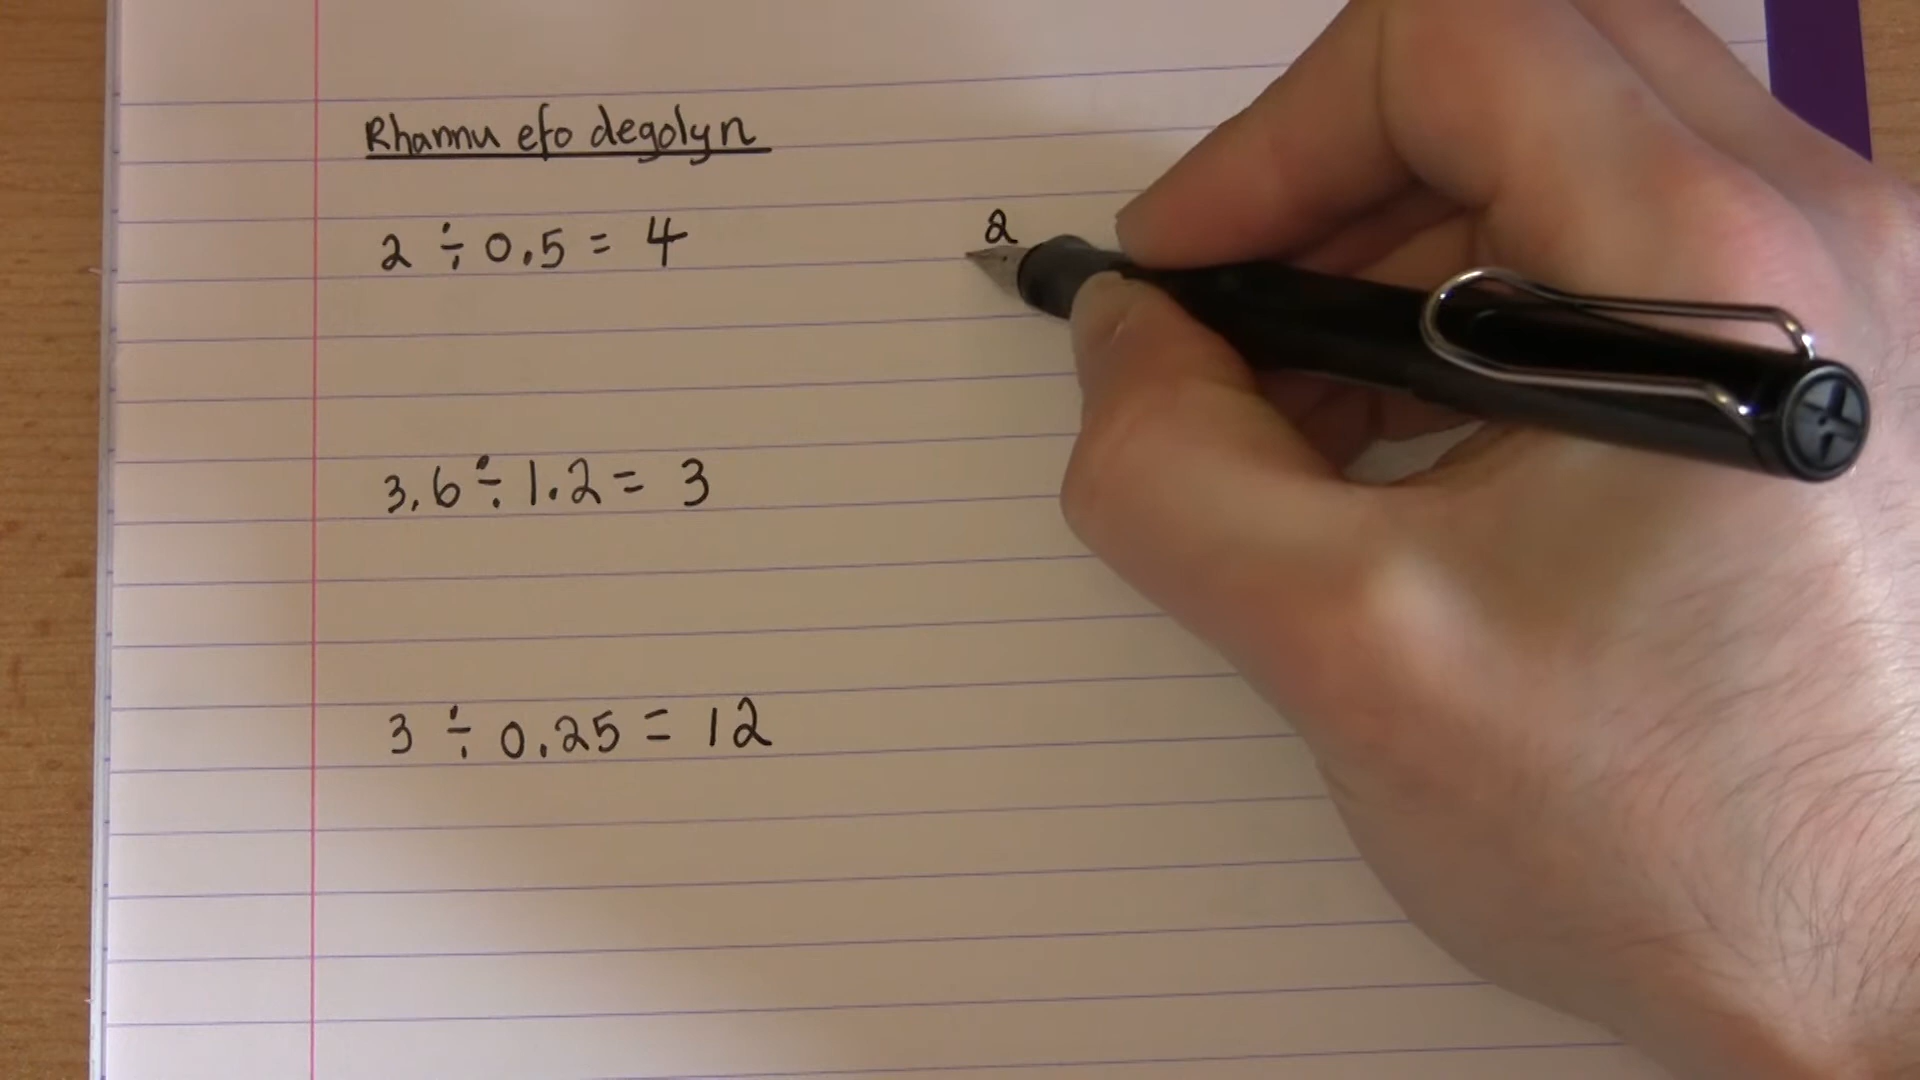 Rhannu efo degolyn
2 ÷ 0.5 = 4
2
3.6 ÷ 1.2 = 3
3 ÷ 0.25 = 12